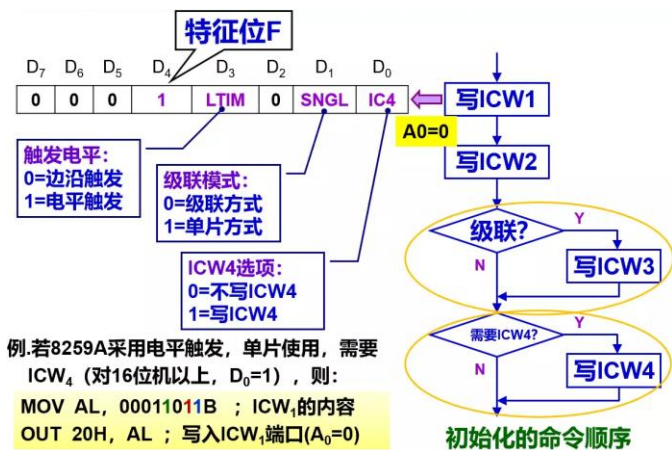 特征位F
D7 D6 D5 D4 D3 D2 D1 D0
0 0 0 1 LTIM 0 SNGL IC4
A0=0
触发电平：
0=边沿触发
1=电平触发
级联模式：
0=级联方式
1=单片方式
ICW4选项：
0=不写ICW4
1=写ICW4
写ICW1
写ICW2
级联？
Y
N
写ICW3
需要ICW4?
Y
N
写ICW4
初始化的命令顺序
例.若8259A采用电平触发，单片使用，需要
ICW4（对16位机以上，D0=1），则：
MOV AL，00011011B ；ICW1的内容
OUT 20H，AL ；写入ICW1端口(A0=0)